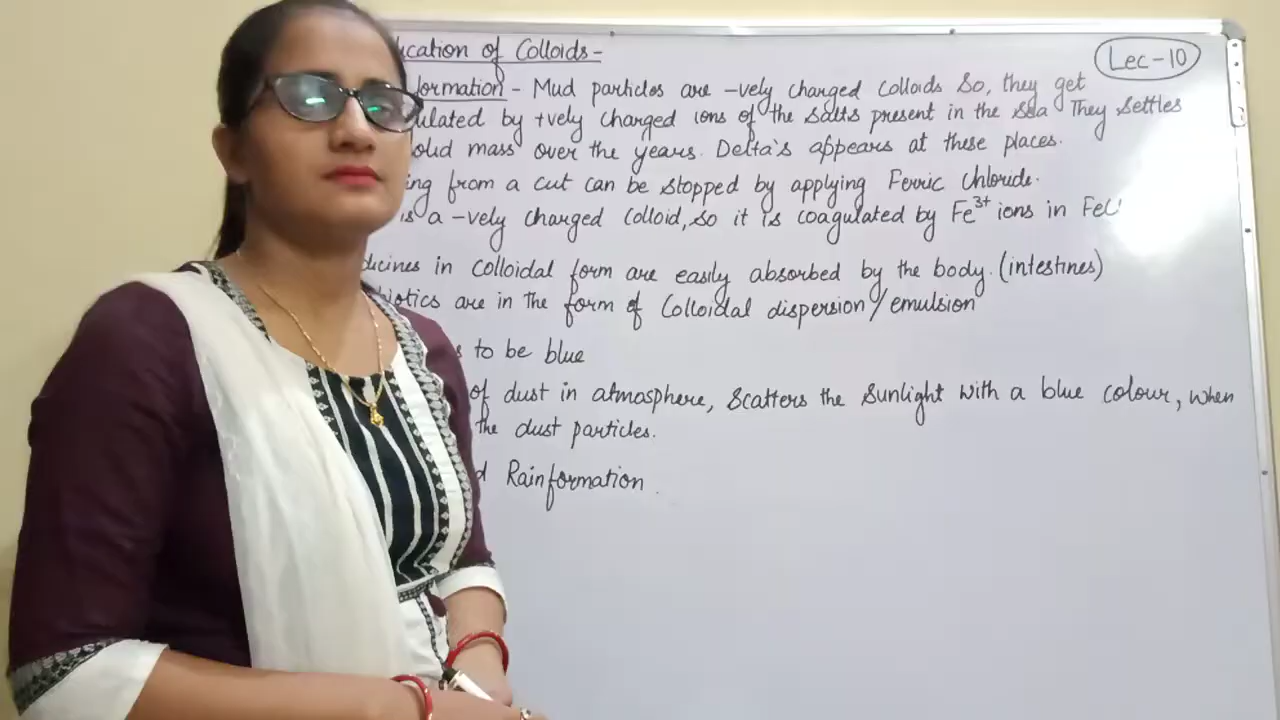 ication of Colloids-
Lec-10
formation - Mud particles are -vely charged Colloids So, they get
ulated by +vely charged ions of the Salts present in the Sea They Settles
olid mass over the years. Delta's appears at these places.
ing from a cut can be stopped by applying Ferric Chloride.
is a -vely charged Colloid, so it is coagulated by Fe³⁺ ions in FeCl
dicines in Colloidal form are easily absorbed by the body. (intestines)
biotics are in the form of Colloidal dispersion/emulsion
s to be blue
of dust in atmosphere, Scatters the Sunlight with a blue colour, when
the dust particles.
d Rainformation.